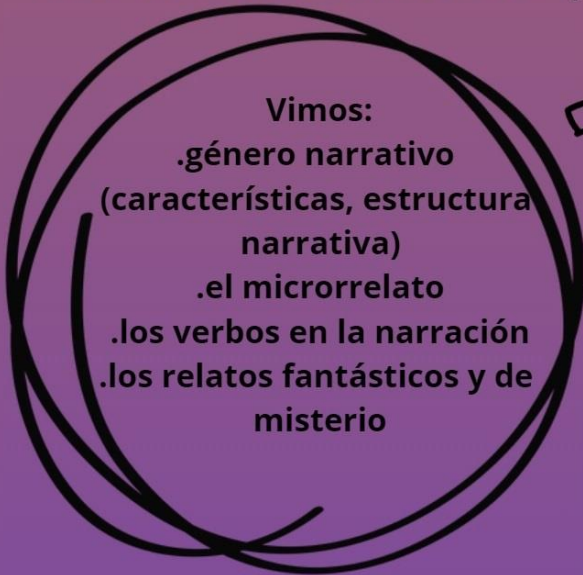 Vimos:
.género narrativo
(características, estructura
narrativa)
.el microrrelato
.los verbos en la narración
.los relatos fantásticos y de
misterio